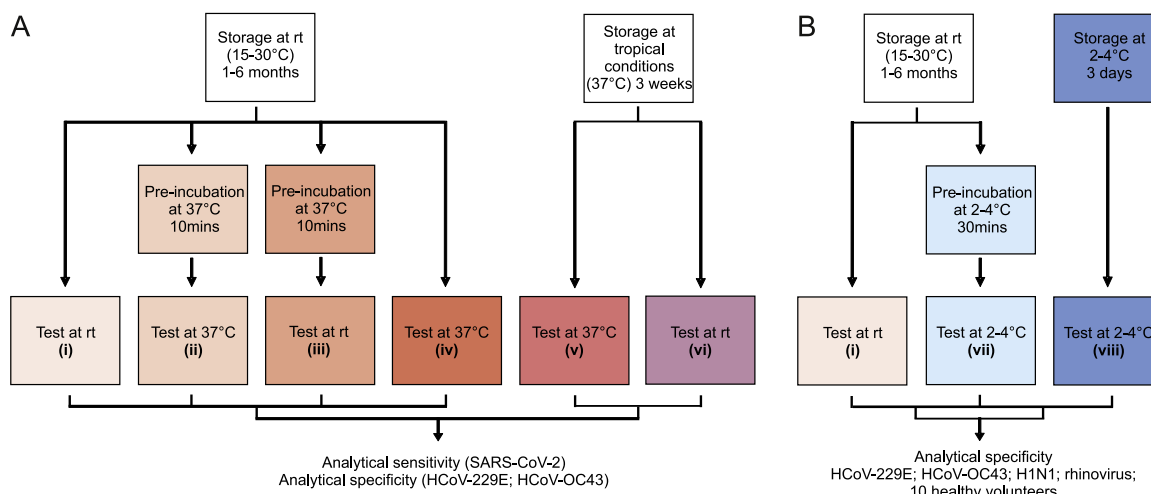 A
Storage at rt
(15-30°C)
1-6 months
Storage at
tropical
conditions
(37°C) 3 weeks
Pre-incubation
at 37°C
10mins
Pre-incubation
at 37°C
10mins
Test at rt
(i)
Test at 37°C
(ii)
Test at rt
(iii)
Test at 37°C
(iv)
Test at 37°C
(v)
Test at rt
(vi)
Analytical sensitivity (SARS-CoV-2)
Analytical specificity (HCoV-229E; HCoV-OC43)
B
Storage at rt
(15-30°C)
1-6 months
Storage at
2-4°C
3 days
Pre-incubation
at 2-4°C
30mins
Test at rt
(i)
Test at 2-4°C
(vii)
Test at 2-4°C
(viii)
Analytical specificity
HCoV-229E; HCoV-OC43; H1N1; rhinovirus;
10 healthy volunteers